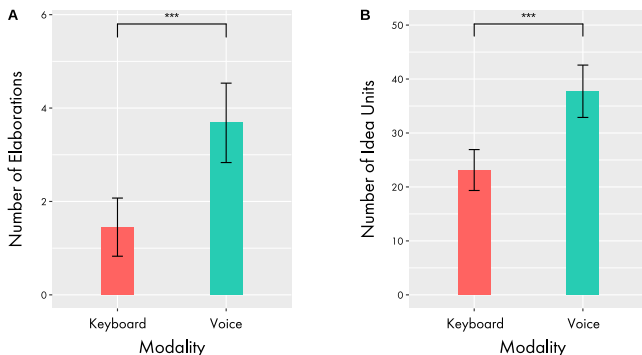 A
***
Number of Elaborations
6
4
2
0
Keyboard Voice
Modality
B
***
Number of Idea Units
50
40
30
20
10
0
Keyboard Voice
Modality